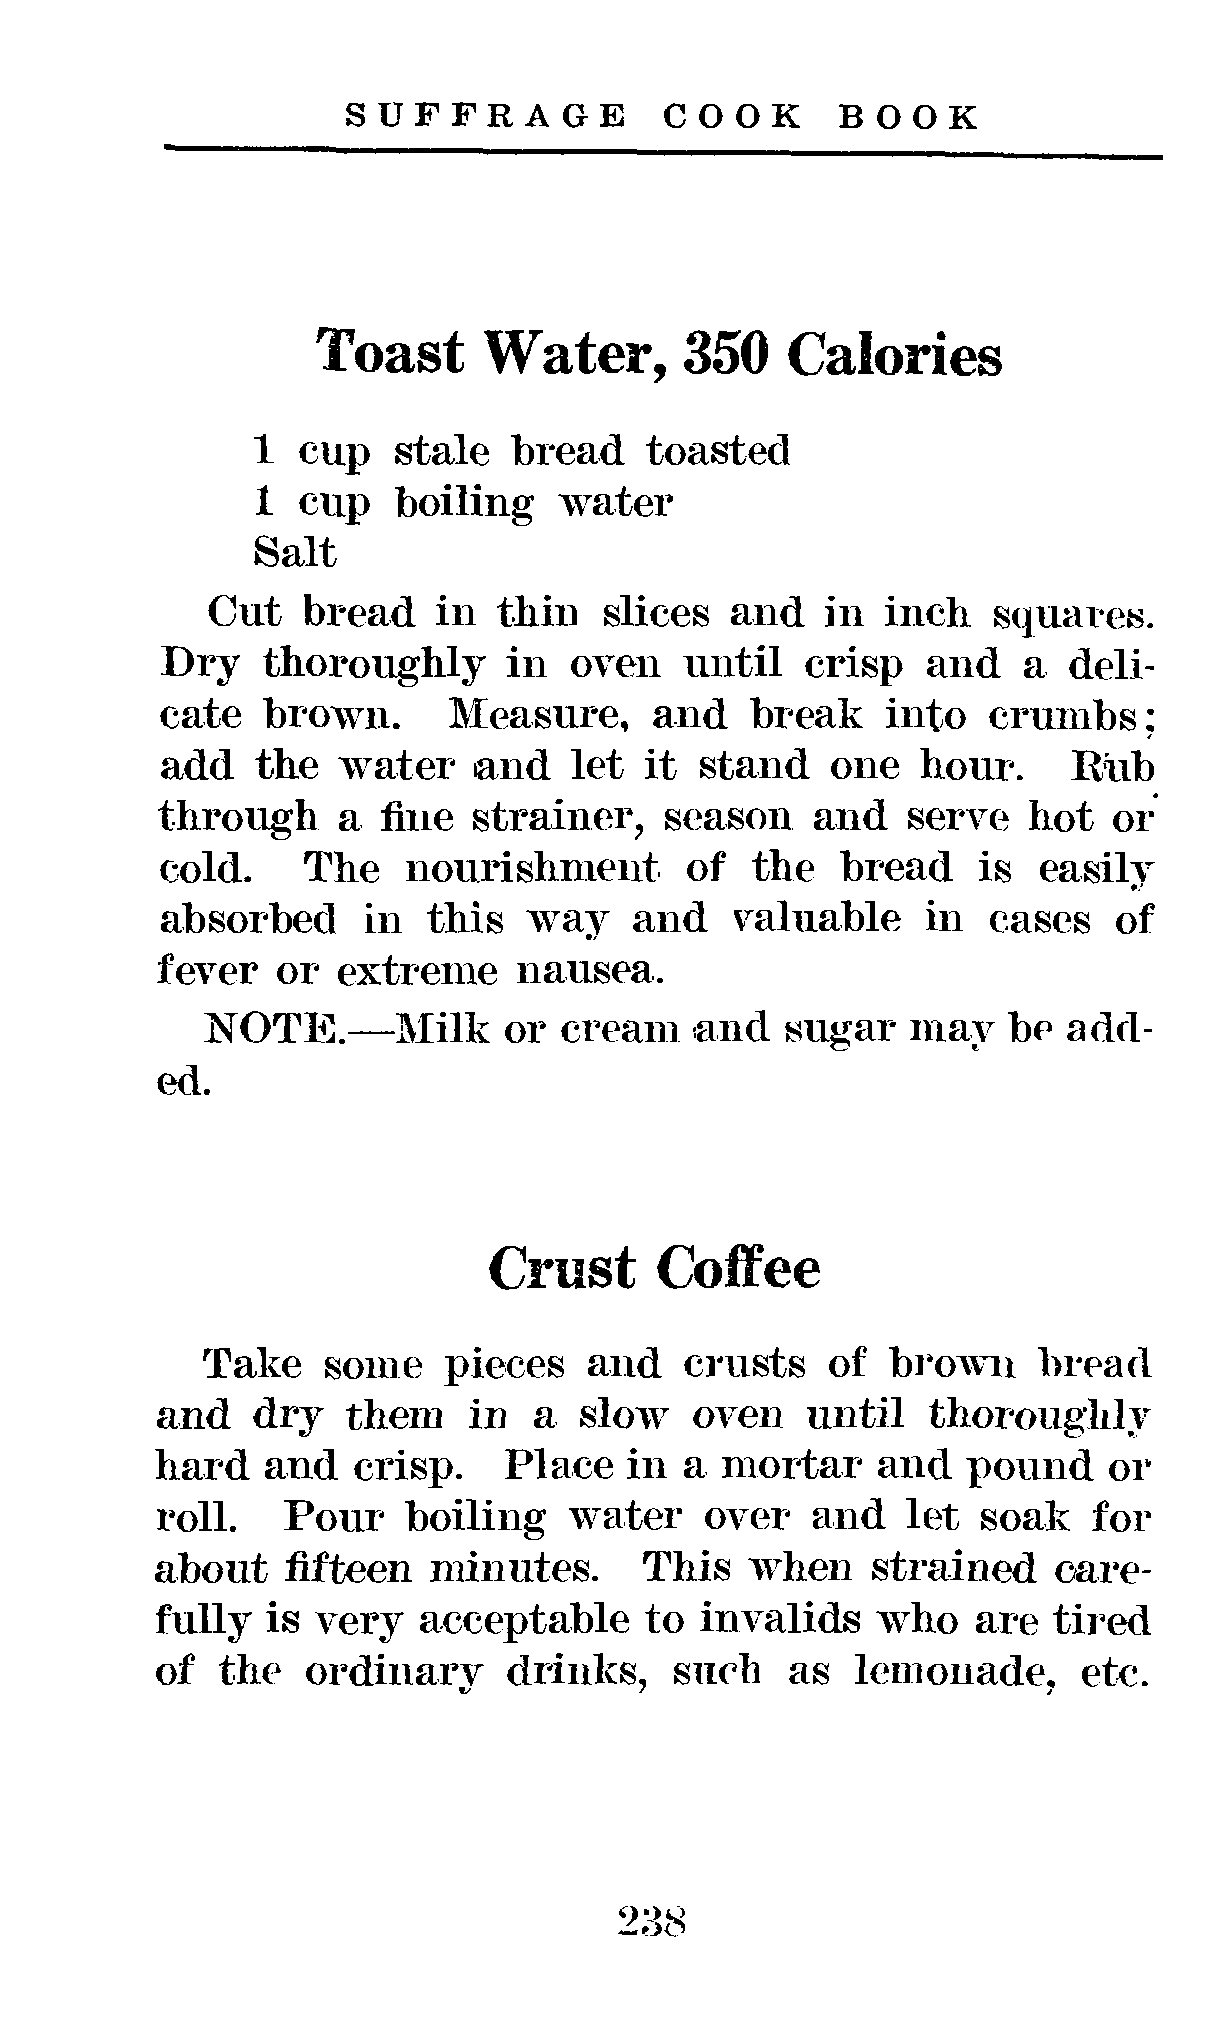 SUFFRAGE COOK BOOK
Toast Water, 350 Calories
1 cup stale bread toasted
1 cup boiling water
Salt
Cut bread in thin slices and in inch squares.
Dry thoroughly in oven until crisp and a deli-
cate brown. Measure, and break into crumbs;
add the water and let it stand one hour. Rub
through a fine strainer, season and serve hot or
cold. The nourishment of the bread is easily
absorbed in this way and valuable in cases of
fever or extreme nausea.
NOTE.—Milk or cream and sugar may be add-
ed.
Crust Coffee
Take some pieces and crusts of brown bread
and dry them in a slow oven until thoroughly
hard and crisp. Place in a mortar and pound or
roll. Pour boiling water over and let soak for
about fifteen minutes. This when strained care-
fully is very acceptable to invalids who are tired
of the ordinary drinks, such as lemonade, etc.
238